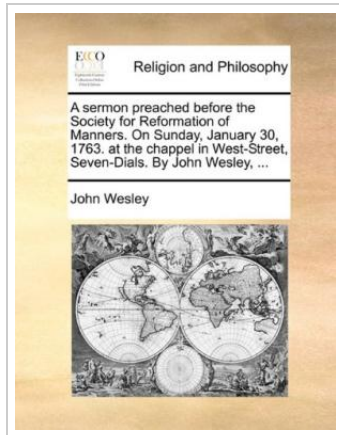 ECCO
Religion and Philosophy
A sermon preached before the
Society for Reformation of
Manners. On Sunday, January 30,
1763. at the chappel in West-Street,
Seven-Dials. By John Wesley, ...
John Wesley